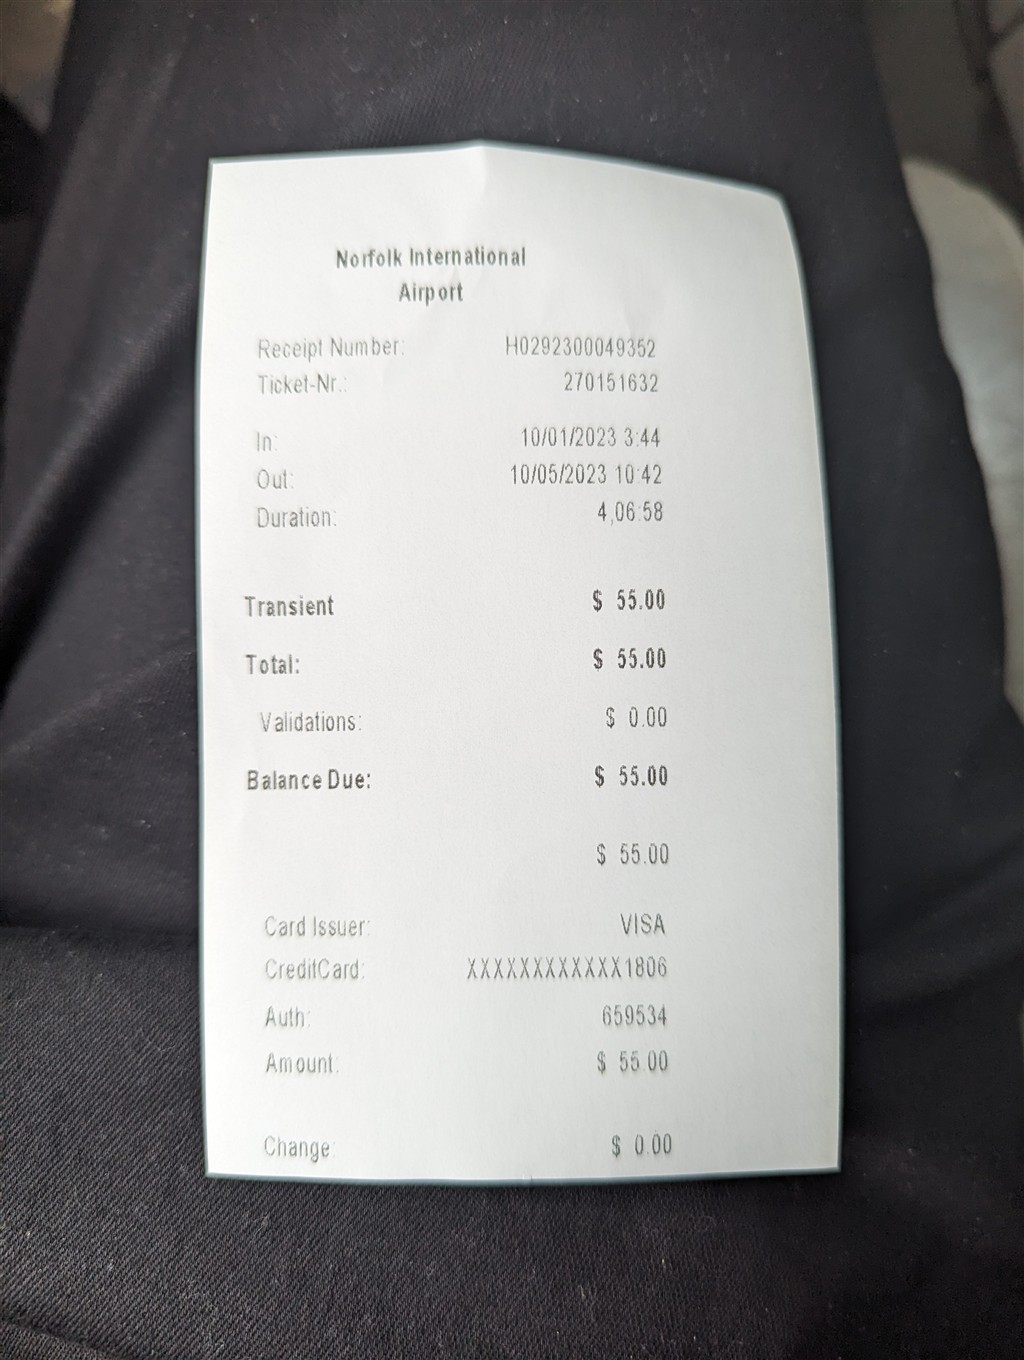 Norfolk International
Airport
Receipt Number: H0292300049352
Ticket-Nr.: 270151632
In: 10/01/2023 3:44
Out: 10/05/2023 10:42
Duration: 4,06:58
Transient $ 55.00
Total: $ 55.00
Validations: $ 0.00
Balance Due: $ 55.00
$ 55.00
Card Issuer: VISA
CreditCard: XXXXXXXXXXXX1806
Auth: 659534
Amount: $ 55.00
Change: $ 0.00